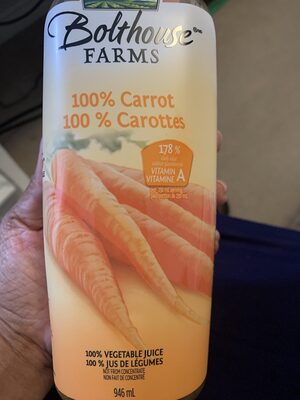 Bolthouse
FARMS
100% Carrot
100 % Carottes
178 %
VITAMIN
VITAMINE A
100% VEGETABLE JUICE
100 % JUS DE LÉGUMES
NOT FROM CONCENTRATE
NON FAIT DE CONCENTRÉ
946 mL